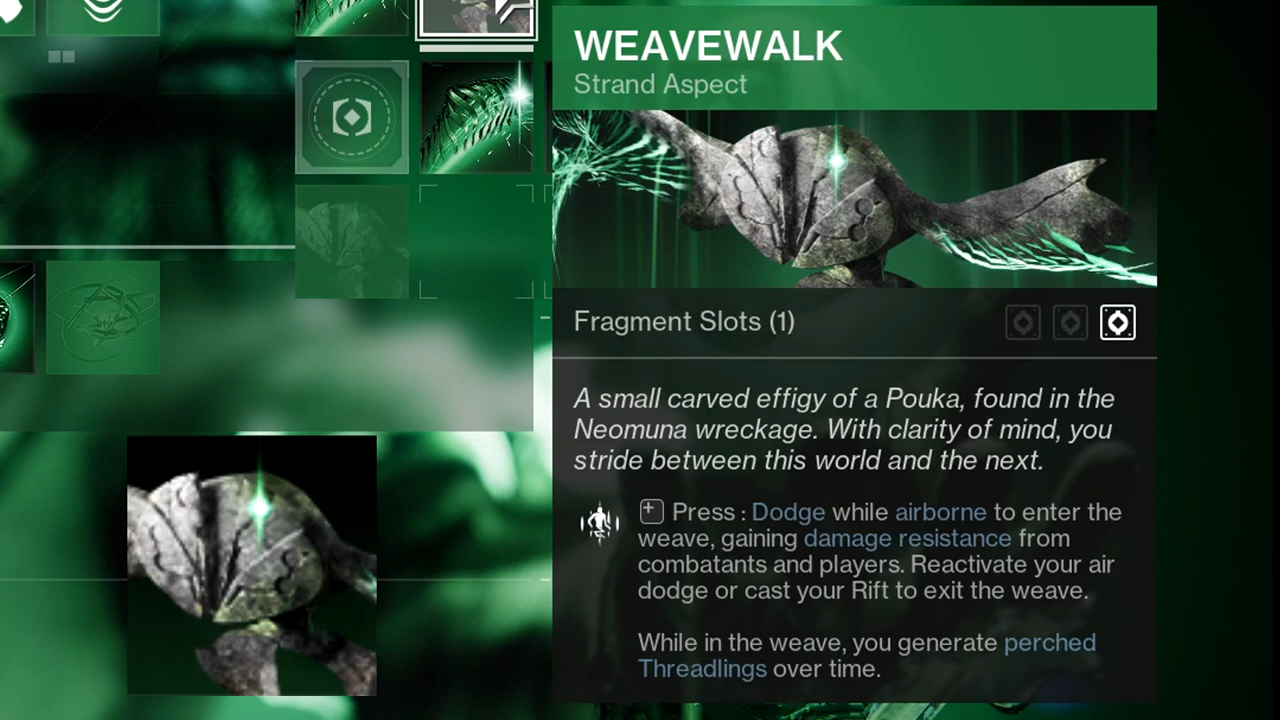 WEAVEWALK
Strand Aspect
Fragment Slots (1)
A small carved effigy of a Pouka, found in the
Neomuna wreckage. With clarity of mind, you
stride between this world and the next.
Press : Dodge while airborne to enter the
weave, gaining damage resistance from
combatants and players. Reactivate your air
dodge or cast your Rift to exit the weave.
While in the weave, you generate perched
Threadlings over time.